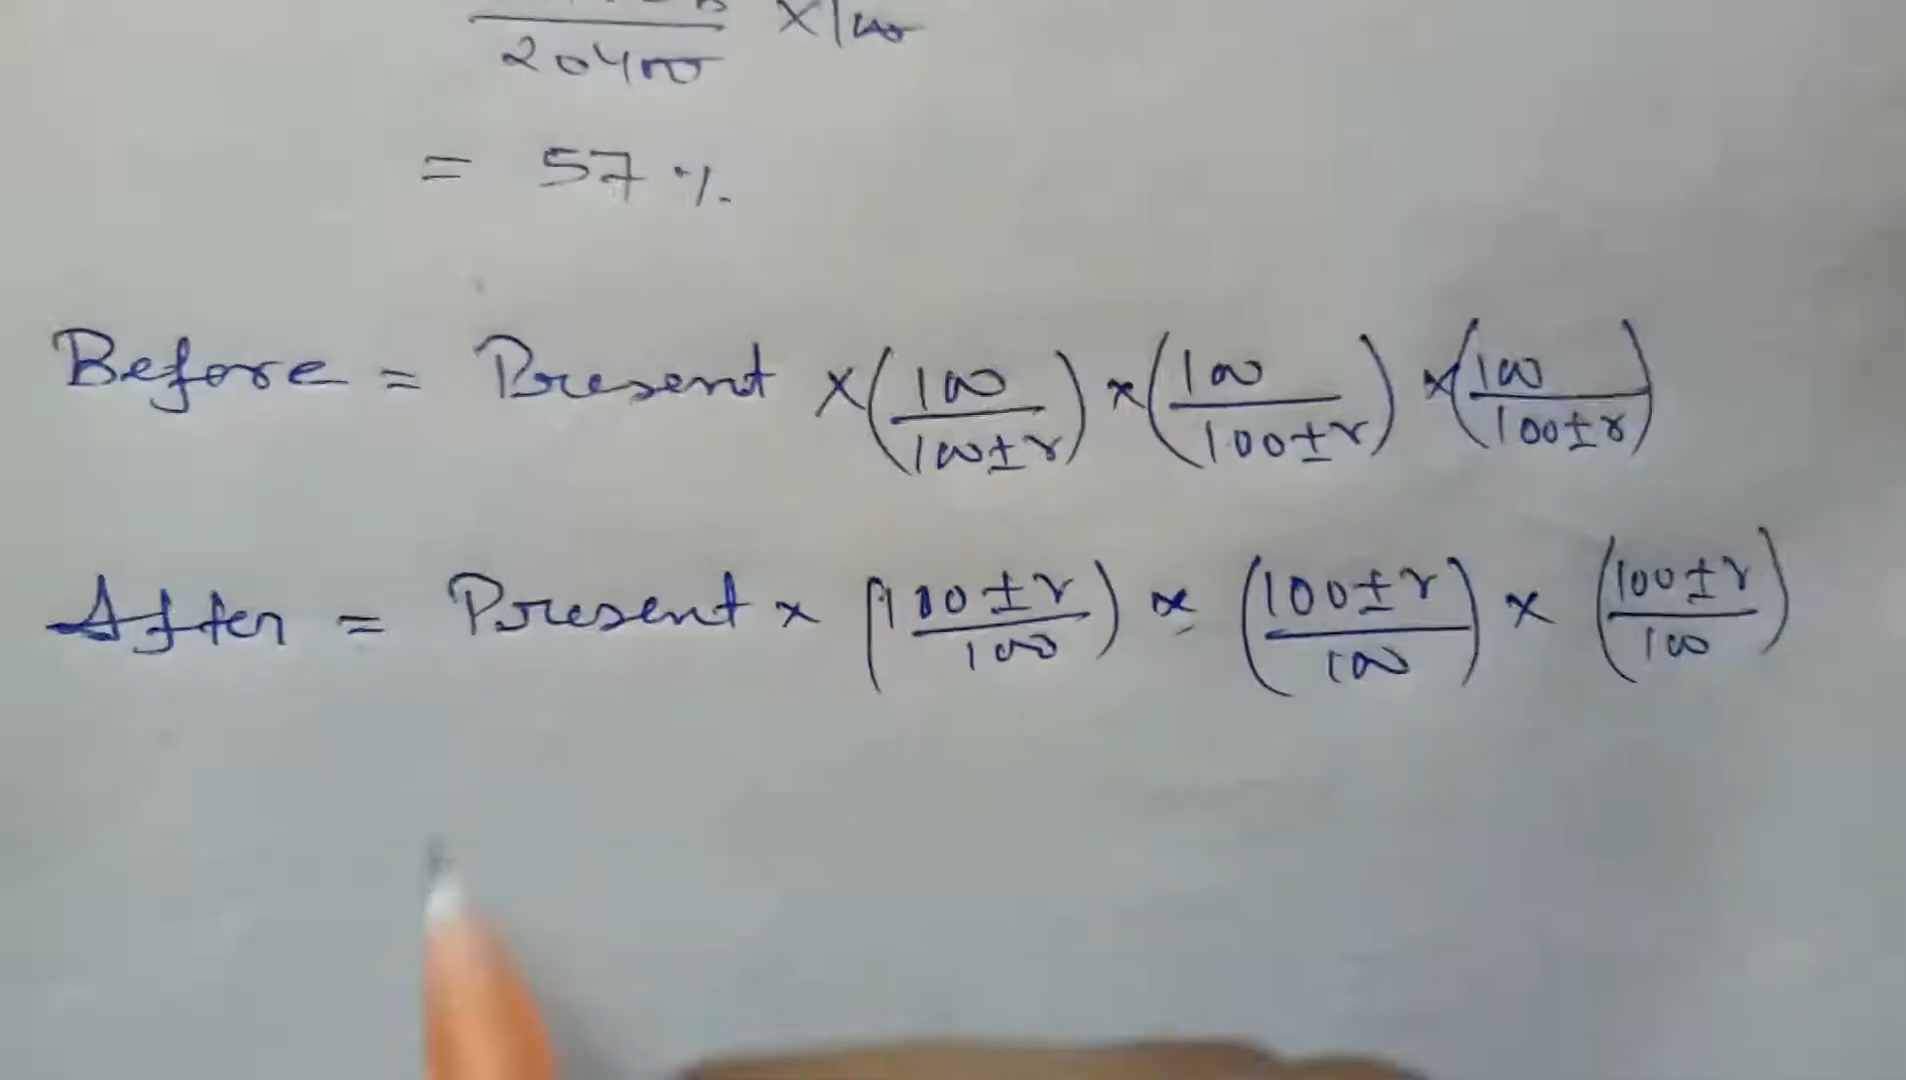 × 100
20400
= 57 %.
Before = Present × (100/100±r) × (100/100±r) × (100/100±r)
After = Present × (100±r/100) × (100±r/100) × (100±r/100)